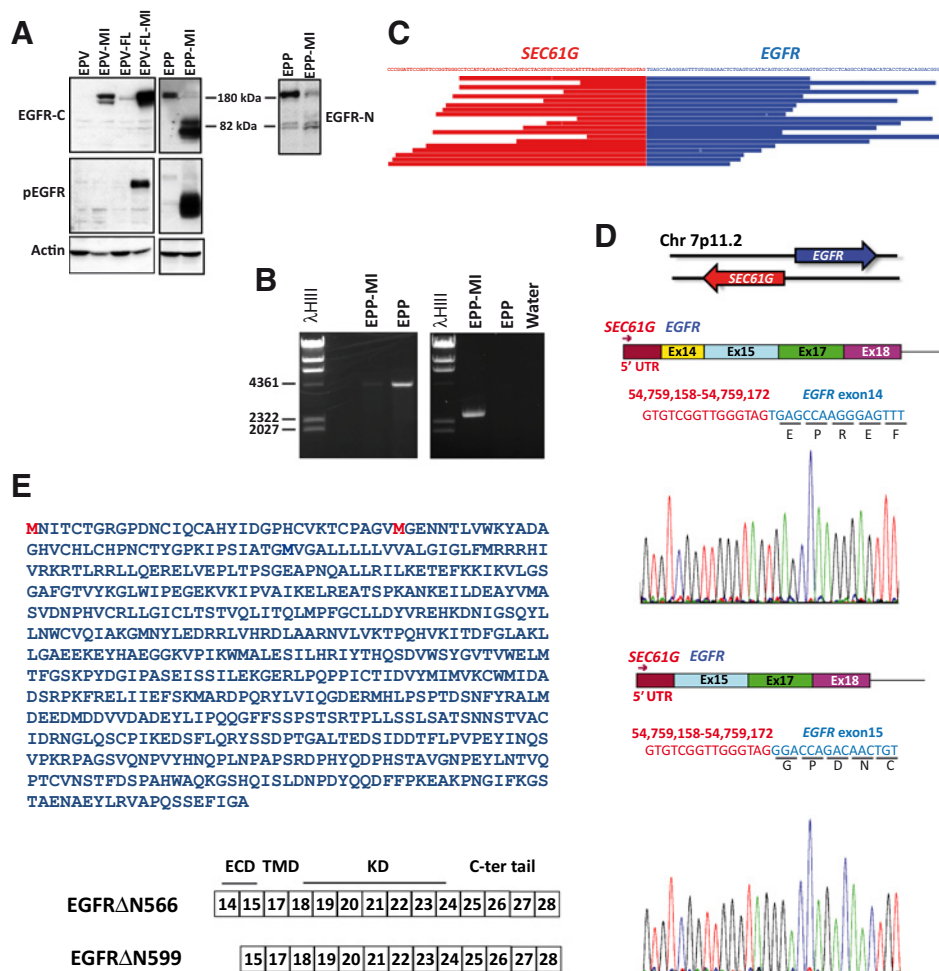 A
EPV
EPV-MI
EPV-FL
EPV-FL-MI
EPP
EPP-MI
EPP
EPP-MI
EGFR-C
180 kDa
82 kDa
EGFR-N
pEGFR
Actin
B
λHIII
EPP-MI
EPP
λHIII
EPP-MI
EPP
Water
4361
2322
2027
C
SEC61G
EGFR
D
Chr 7p11.2
EGFR
SEC61G
SEC61G
EGFR
Ex14
Ex15
Ex17
Ex18
5' UTR
54,759,158-54,759,172
EGFR exon14
GTGTCGGTTGGGTAGTGAGCCAAGGGAGTTT
E P R E F
SEC61G
EGFR
Ex15
Ex17
Ex18
5' UTR
54,759,158-54,759,172
EGFR exon15
GTGTCGGTTGGGTAGGGACCAGACAACTGT
G P D N C
E
MNITCTGRGPDNCIQCAHYIDGPHCVKTCPAGVMGENNTLVWKYADA
GHVCHLCHPNCTYGPKIPSIATGMVGALLLLLVVALGIGLFMRRRHI
VRKRTLRRLLQERELVEPLTPSGEAPNQALLRILKETEFKKIKVLGS
GAFGTVYKGLWIPEGEKVKIPVAIKELREATSPKANKEILDEAYVMA
SVDNPHVCRLLGICLTSTVQLITQLMPFGCLLDYVREHKDNIGSQYL
LNWCVQIAKGMNYLEDRRLVHRDLAARNVLVKTPQHVKITDFGLAKL
LGAEEKEYHAEGGKVPIKWMALESILHRIYTHQSDVWSYGVTVWELM
TFGSKPYDGIPASEISSILEKGERLPQPPICTIDVYMIMVKCWMIDA
DSRPKFRELIIEFSKMARDPQRYLVIQGDERMHLPSPTDSNFYRALM
DEEDMDDVVDADEYLIPQQGFFSSPSTSRTPLLSSLSATSNNSTVAC
IDRNGLQSCPIKEDSFLQRYSSDPTGALTEDSIDDTFLPVPEYINQS
VPKRPAGSVQNPVYHNQPLNPAPSRDPHYQDPHSTAVGNPEYLNTVQ
PTCVNSTFDSPAHWAQKGSHQISLDNPDYQQDFFPKEAKPNGIFKGS
TAENAEYLRVAPQSSEFIGA
ECD TMD KD C-ter tail
EGFRΔN566
14 15 17 18 19 20 21 22 23 24 25 26 27 28
EGFRΔN599
15 17 18 19 20 21 22 23 24 25 26 27 28